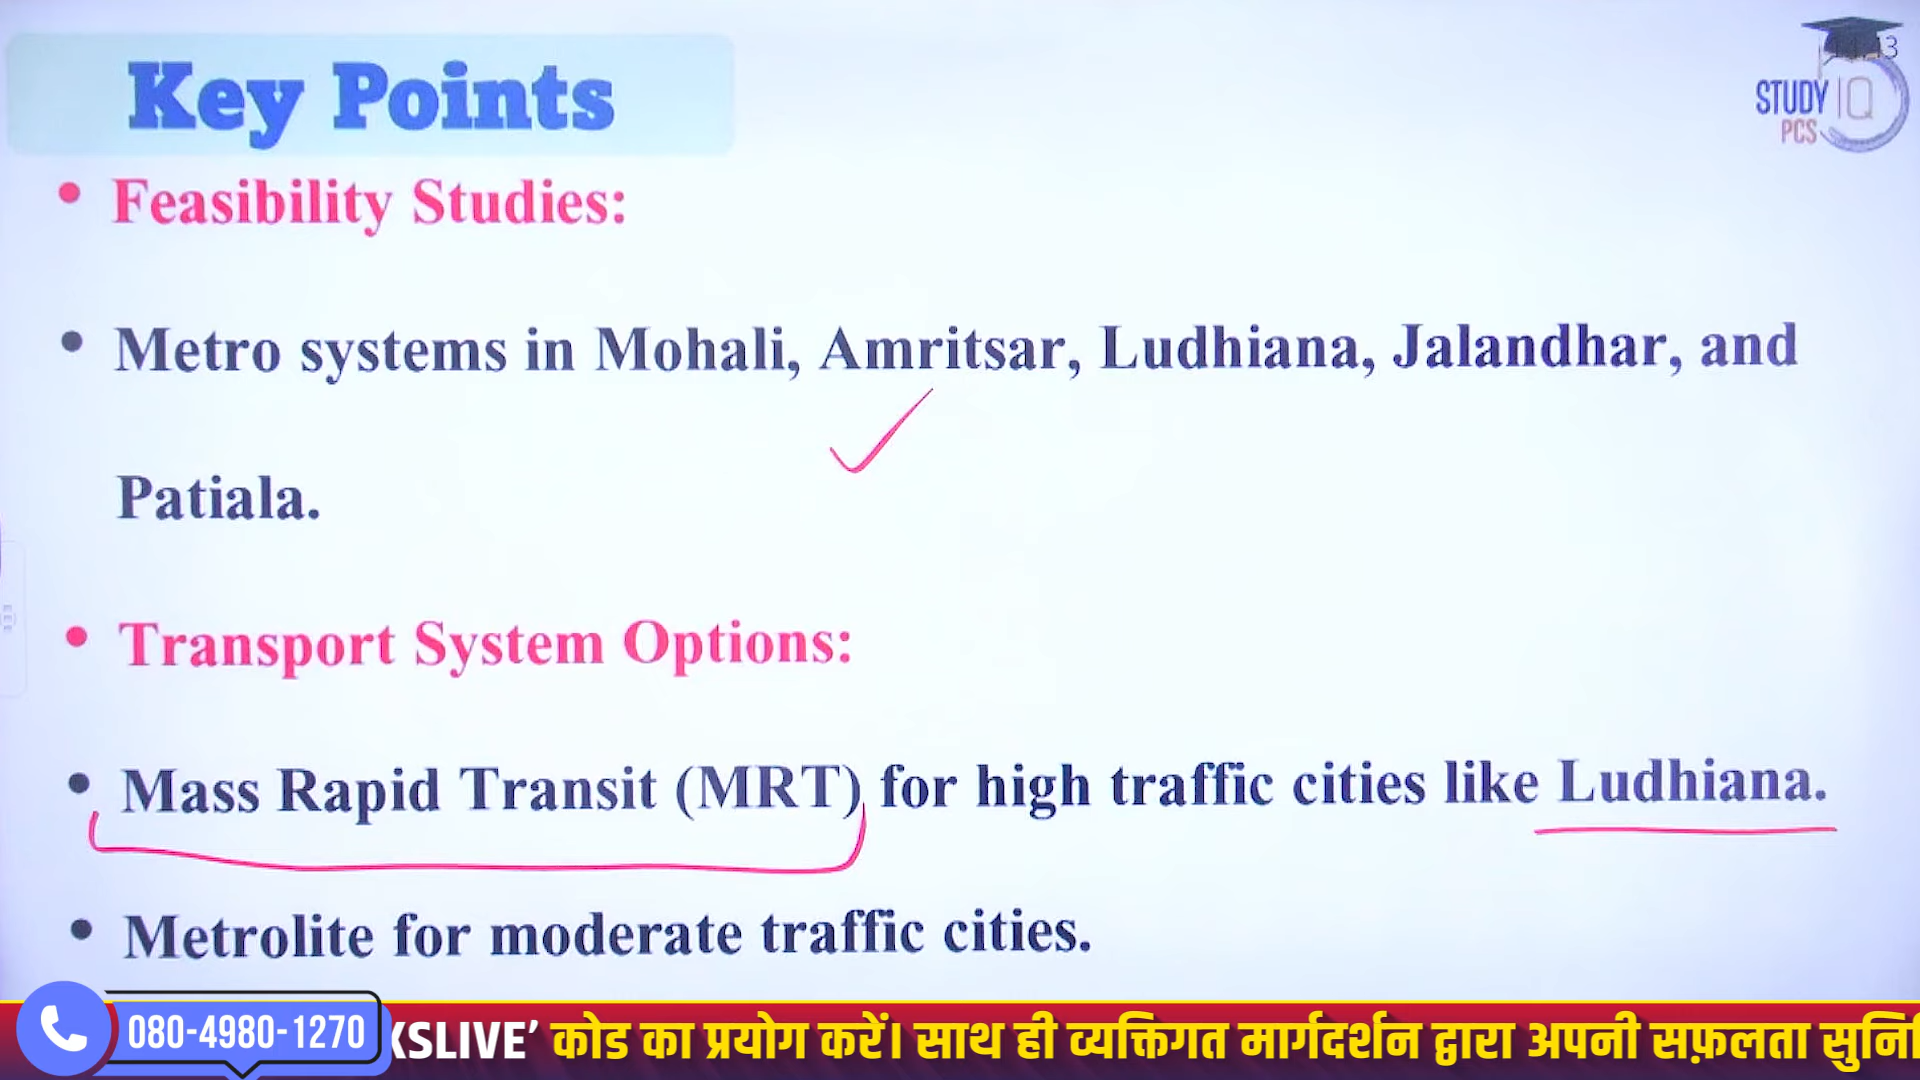 Key Points
STUDY IQ
PCS
• Feasibility Studies:
• Metro systems in Mohali, Amritsar, Ludhiana, Jalandhar, and
Patiala.
• Transport System Options:
• Mass Rapid Transit (MRT) for high traffic cities like Ludhiana.
• Metrolite for moderate traffic cities.
080-4980-1270
KSLIVE’ कोड का प्रयोग करें। साथ ही व्यक्तिगत मार्गदर्शन द्वारा अपनी सफ़लता